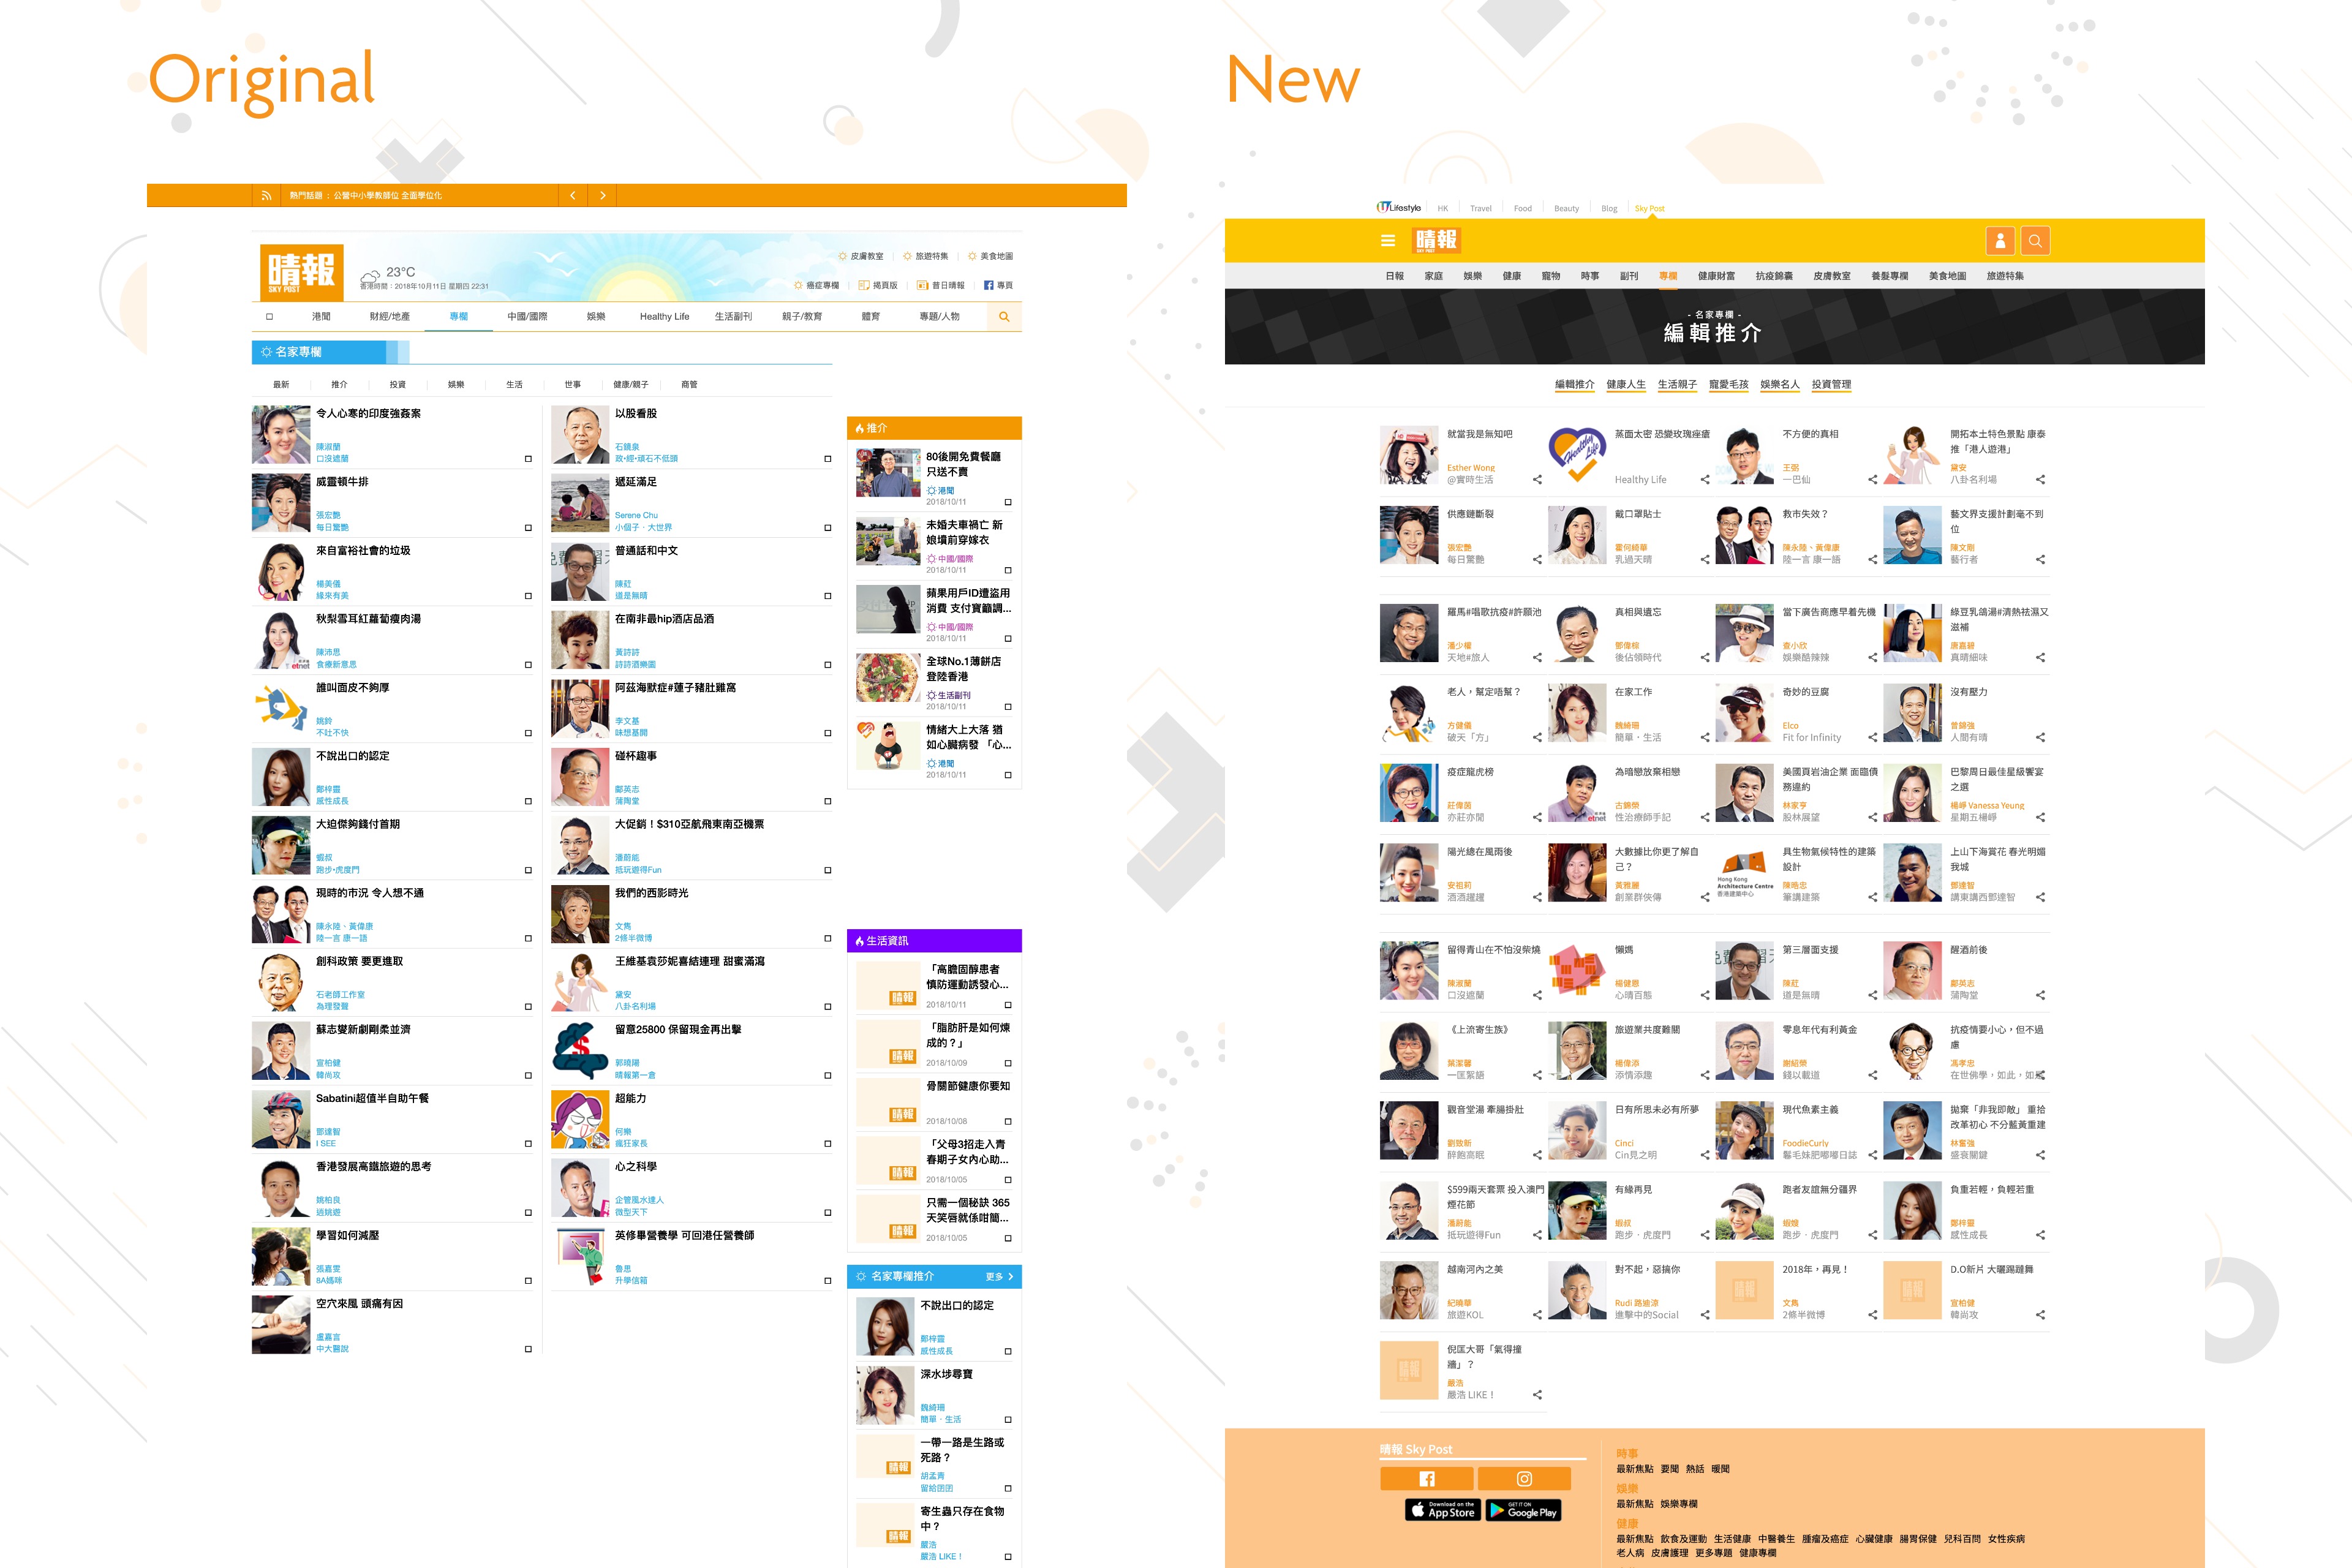 Original
熱門話題 : 公營中小學教師位 全面學位化
晴報
SKY POST
23°C
香港時間：2018年10月11日 星期四 22:31
皮膚教室
旅遊特集
美食地圖
癌症專欄
揭頁版
昔日晴報
專頁
港聞 財經/地產 專欄 中國/國際 娛樂 Healthy Life 生活副刊 親子/教育 體育 專題/人物
名家專欄
最新 推介 投資 娛樂 生活 世事 健康/親子 商管
令人心寒的印度強姦案
陳淑蘭
口沒遮蘭
威靈頓牛排
張宏艷
每日驚艷
來自富裕社會的垃圾
楊美儀
緣來有美
秋梨雪耳紅蘿蔔瘦肉湯
陳沛思
食療新意思
誰叫面皮不夠厚
姚鈴
不吐不快
不說出口的認定
鄭梓靈
感性成長
大迫傑夠錢付首期
蝦叔
跑步•虎度門
現時的市況 令人想不通
陳永陸、黃偉康
陸一言 康一語
創科政策 要更進取
石老師工作室
為理發聲
蘇志燮新劇剛柔並濟
宣柏健
韓尚攻
Sabatini超值半自助午餐
鄧達智
I SEE
香港發展高鐵旅遊的思考
姚柏良
逍姚遊
學習如何減壓
張嘉雯
8A媽咪
空穴來風 頭痛有因
盧嘉言
中大醫說
以股看股
石鏡泉
政•經•頑石不低頭
遞延滿足
Serene Chu
小個子．大世界
普通話和中文
陳葒
道是無晴
在南非最hip酒店品酒
黃詩詩
詩詩酒樂園
阿茲海默症#蓮子豬肚雞窩
李文基
味想基開
碰杯趣事
鄺英志
蒲陶堂
大促銷！$310亞航飛東南亞機票
潘蔚能
抵玩遊得Fun
我們的西影時光
文雋
2條半微博
王維基袁莎妮喜結連理 甜蜜滿瀉
黛安
八卦名利場
留意25800 保留現金再出擊
郭曉陽
晴報第一倉
超能力
何樂
瘋狂家長
心之科學
企管風水達人
微型天下
英修畢營養學 可回港任營養師
魯思
升學信箱
推介
80後開免費餐廳
只送不賣
港聞
2018/10/11
未婚夫車禍亡 新
娘墳前穿嫁衣
中國/國際
2018/10/11
蘋果用戶ID遭盜用
消費 支付寶籲調...
中國/國際
2018/10/11
全球No.1薄餅店
登陸香港
生活副刊
2018/10/11
情緒大上大落 猶
如心臟病發 「心...
港聞
2018/10/11
生活資訊
「高膽固醇患者
慎防運動誘發心...
2018/10/11
「脂肪肝是如何煉
成的？」
2018/10/09
骨關節健康你要知
2018/10/08
「父母3招走入青
春期子女內心助...
2018/10/05
只需一個秘訣 365
天笑唇就係咁簡...
2018/10/05
名家專欄推介 更多
不說出口的認定
鄭梓靈
感性成長
深水埗尋寶
魏綺珊
簡單．生活
一帶一路是生路或
死路？
胡孟青
留給囝囝
寄生蟲只存在食物
中？
嚴浩
嚴浩 LIKE！
New
Lifestyle HK Travel Food Beauty Blog Sky Post
晴報
SKY POST
日報 家庭 娛樂 健康 寵物 時事 副刊 專欄 健康財富 抗疫錦囊 皮膚教室 養髮專欄 美食地圖 旅遊特集
- 名家專欄 -
編輯推介
編輯推介 健康人生 生活親子 寵愛毛孩 娛樂名人 投資管理
就當我是無知吧
Esther Wong
@實時生活
蒸面太密 恐變玫瑰痤瘡
Healthy Life
不方便的真相
王弼
一巴仙
開拓本土特色景點 康泰
推「港人遊港」
黛安
八卦名利場
供應鏈斷裂
張宏艷
每日驚艷
戴口罩貼士
霍何綺華
乳過天晴
救市失效？
陳永陸、黃偉康
陸一言 康一語
藝文界支援計劃毫不到
位
陳文剛
藝行者
羅馬#唱歌抗疫#許願池
潘少權
天地#旅人
真相與遺忘
鄧偉棕
後佔領時代
當下廣告商應早着先機
查小欣
娛樂酷辣辣
綠豆乳鴿湯#清熱祛濕又
滋補
唐嘉碧
真晴細味
老人，幫定唔幫？
方健儀
破天「方」
在家工作
魏綺珊
簡單．生活
奇妙的豆腐
Elco
Fit for Infinity
沒有壓力
曾錦強
人間有晴
疫症龍虎榜
莊偉茵
亦莊亦閒
為暗戀放棄相戀
古錦榮
性治療師手記
美國頁岩油企業 面臨債
務違約
林家亨
股林展望
巴黎周日最佳星級饗宴
之選
楊崢 Vanessa Yeung
星期五楊崢
陽光總在風雨後
安祖莉
酒酒趯趯
大數據比你更了解自
己？
黃雅麗
創業群俠傳
具生物氣候特性的建築
設計
陳晧忠
筆講建築
上山下海賞花 春光明媚
我城
鄧達智
講東講西鄧達智
留得青山在不怕沒柴燒
陳淑蘭
口沒遮蘭
懶媽
楊健恩
心晴百態
第三層面支援
陳葒
道是無晴
醒酒前後
鄺英志
蒲陶堂
《上流寄生族》
葉潔馨
一匡絮語
旅遊業共度難關
楊偉添
添情添趣
零息年代有利黃金
謝紹榮
錢以載道
抗疫情要小心，但不過
慮
馮孝忠
在世佛學，如此，如
觀音堂湯 牽腸掛肚
劉致新
醉飽高眠
日有所思未必有所夢
Cinci
Cin見之明
現代魚素主義
FoodieCurly
鬈毛妹肥嘟嘟日誌
拋棄「非我即敵」 重拾
改革初心 不分藍黃重建
林奮強
盛衰關鍵
$599兩天套票 投入澳門
煙花節
潘蔚能
抵玩遊得Fun
有緣再見
蝦叔
跑步．虎度門
跑者友誼無分疆界
蝦嫂
跑步．虎度門
負重若輕，負輕若重
鄭梓靈
感性成長
越南河內之美
紀曉華
旅遊KOL
對不起，惡搞你
Rudi 路迪滂
進擊中的Social
2018年，再見！
文雋
2條半微博
D.O新片 大曬踢躂舞
宣柏健
韓尚攻
倪匡大哥「氣得撞
牆」？
嚴浩
嚴浩 LIKE！
晴報 Sky Post
Download on the
App Store
GET IT ON
Google Play
時事
最新焦點 要聞 熱話 暖聞
娛樂
最新焦點 娛樂專欄
健康
最新焦點 飲食及運動 生活健康 中醫養生 腫瘤及癌症 心臟健康 腸胃保健 兒科百問 女性疾病
老人病 皮膚護理 更多專題 健康專欄